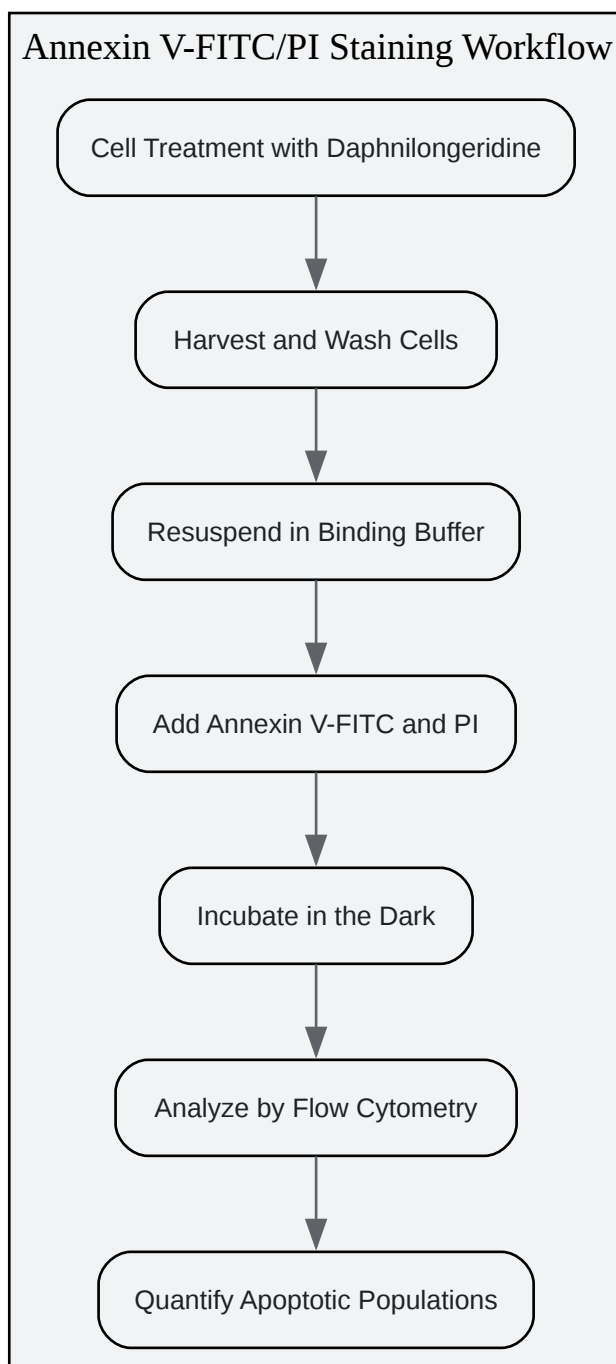 Annexin V-FITC/PI Staining Workflow
Cell Treatment with Daphnilongeridine
Harvest and Wash Cells
Resuspend in Binding Buffer
Add Annexin V-FITC and PI
Incubate in the Dark
Analyze by Flow Cytometry
Quantify Apoptotic Populations